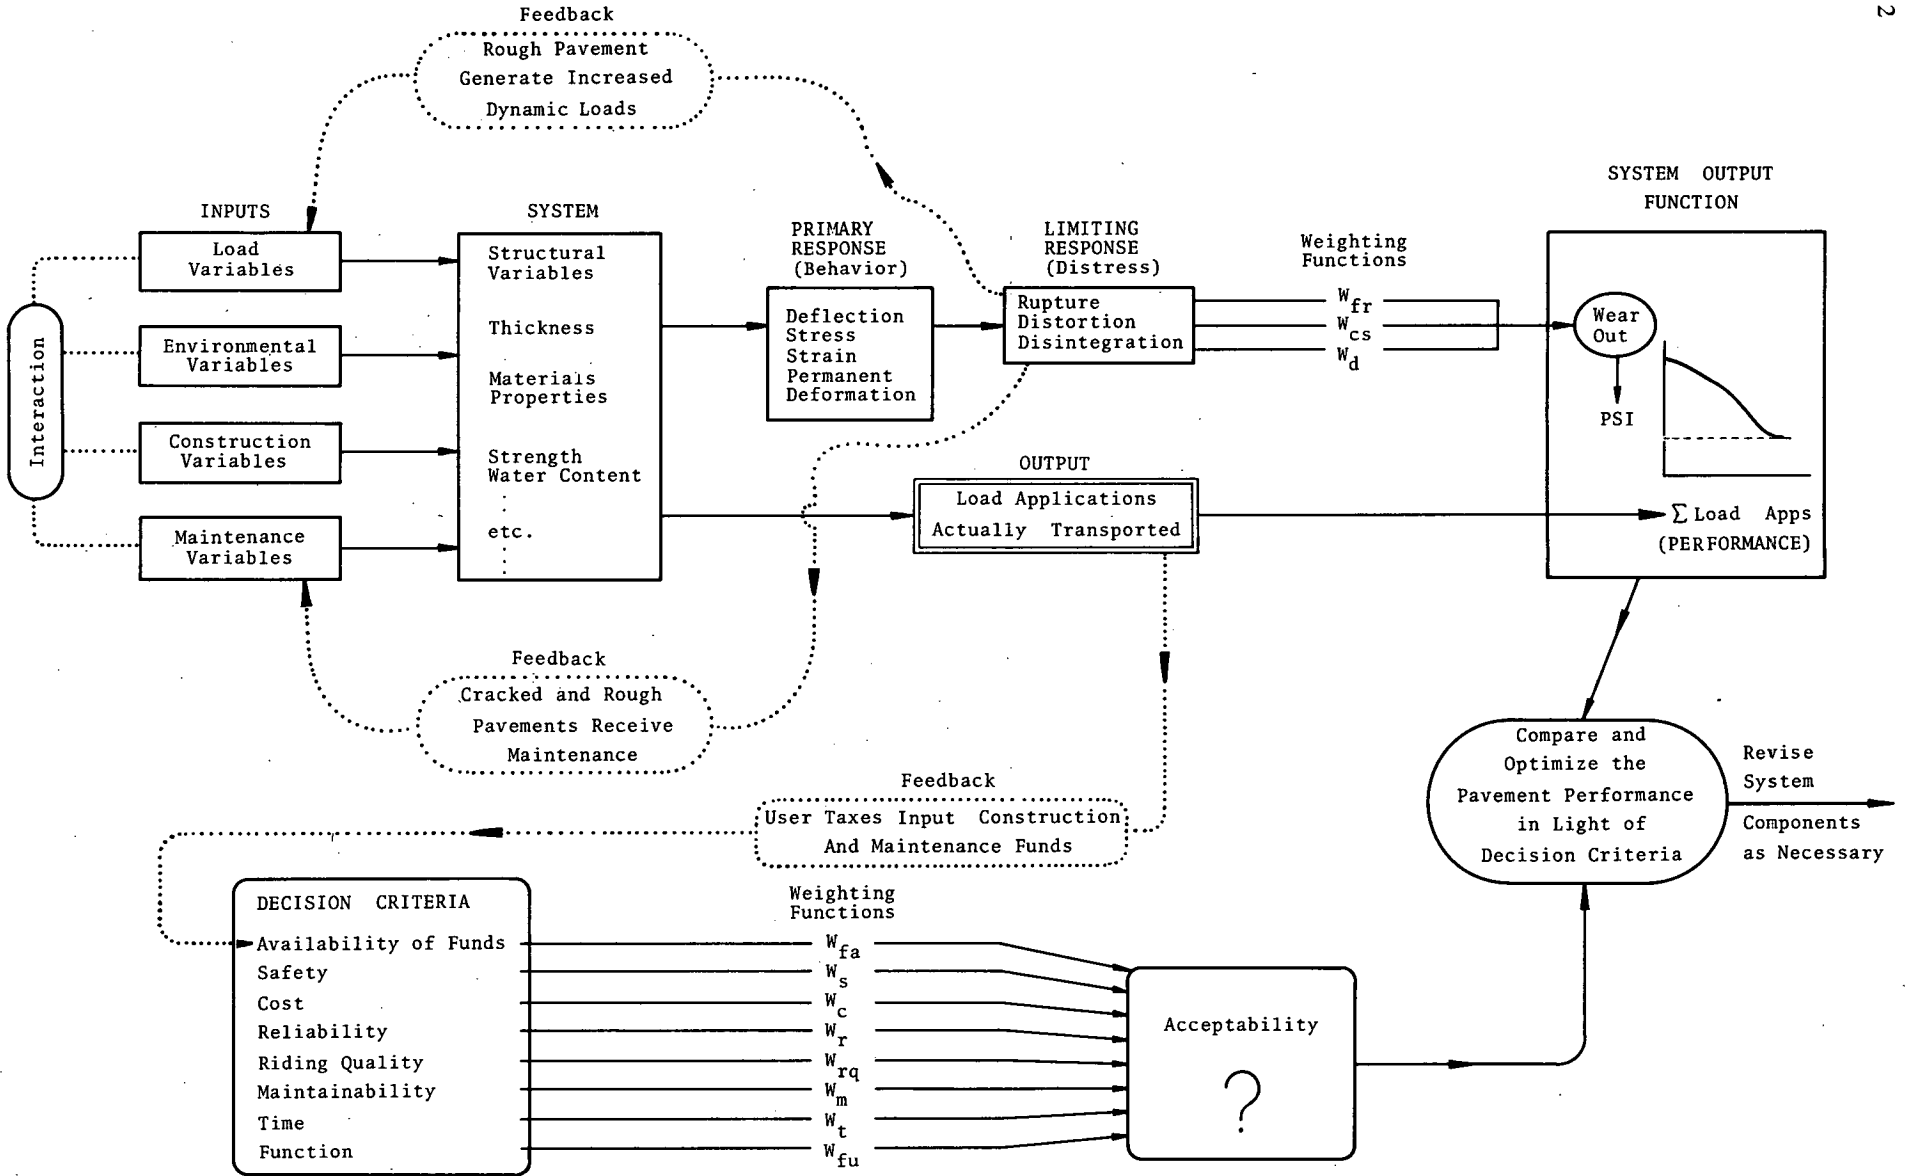 2
Feedback
Rough Pavement
Generate Increased
Dynamic Loads
SYSTEM OUTPUT
FUNCTION
INPUTS
SYSTEM
PRIMARY
RESPONSE
(Behavior)
LIMITING
RESPONSE
(Distress)
Weighting
Functions
Interaction
Load
Variables
Environmental
Variables
Construction
Variables
Maintenance
Variables
Structural
Variables
Thickness
Materials
Properties
Strength
Water Content
etc.
Deflection
Stress
Strain
Permanent
Deformation
Rupture
Distortion
Disintegration
Wfr
Wcs
Wd
Wear
Out
PSI
OUTPUT
Load Applications
Actually Transported
Σ Load Apps
(PERFORMANCE)
Feedback
Cracked and Rough
Pavements Receive
Maintenance
Feedback
User Taxes Input Construction
And Maintenance Funds
Compare and
Optimize the
Pavement Performance
in Light of
Decision Criteria
Revise
System
Components
as Necessary
DECISION CRITERIA
Availability of Funds
Safety
Cost
Reliability
Riding Quality
Maintainability
Time
Function
Weighting
Functions
Wfa
Ws
Wc
Wr
Wrq
Wm
Wt
Wfu
Acceptability
?